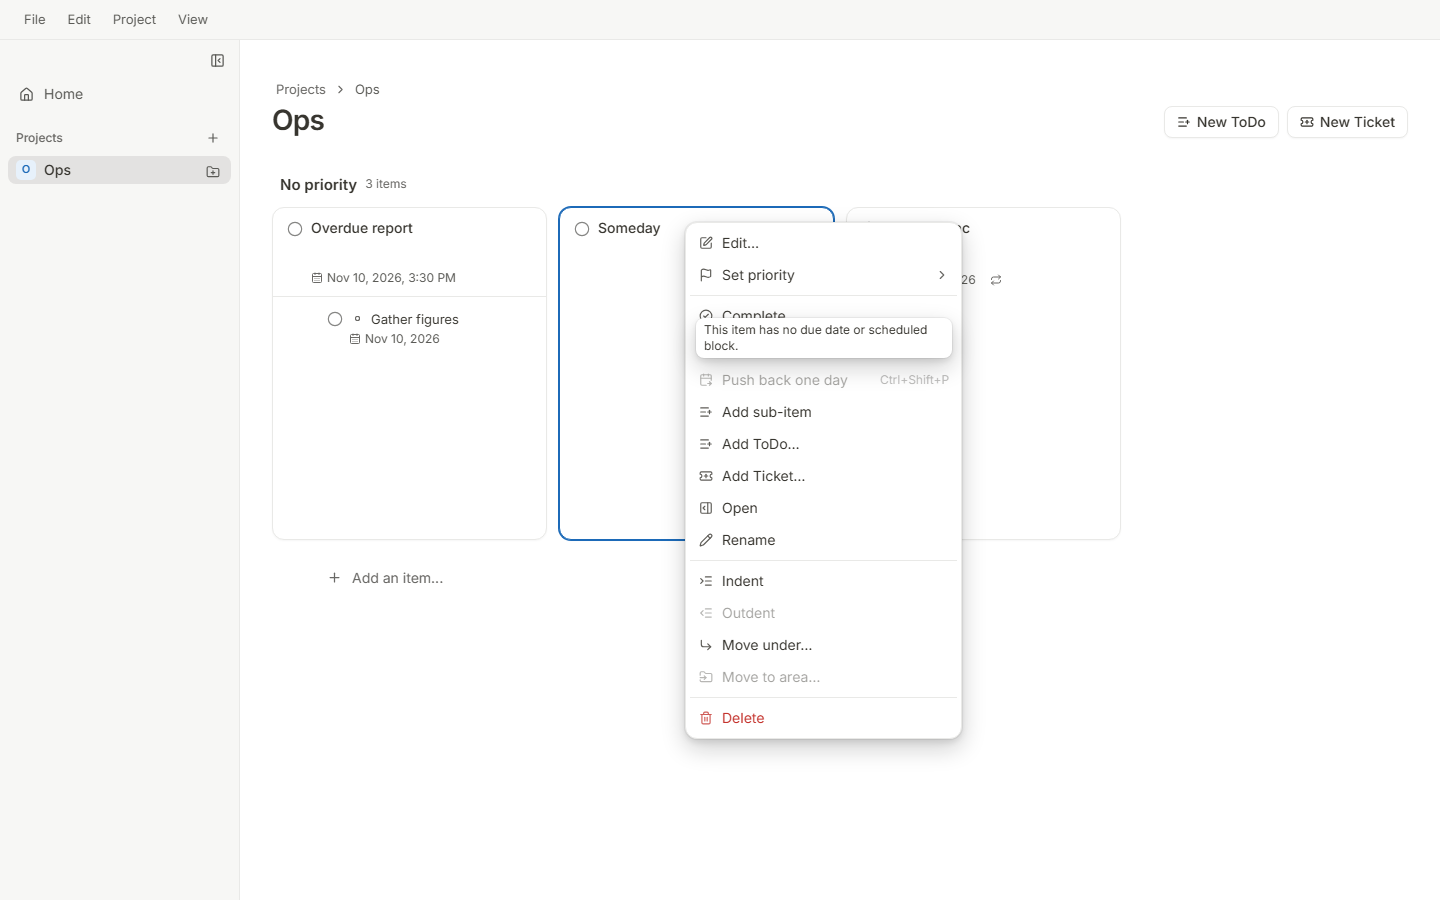 File Edit Project View
Home
Projects
O Ops
Projects > Ops
Ops
New ToDo
New Ticket
No priority 3 items
Overdue report
Nov 10, 2026, 3:30 PM
Gather figures
Nov 10, 2026
Someday
26
Add an item...
Edit...
Set priority
Complete
This item has no due date or scheduled
block.
Push back one day Ctrl+Shift+P
Add sub-item
Add ToDo...
Add Ticket...
Open
Rename
Indent
Outdent
Move under...
Move to area...
Delete